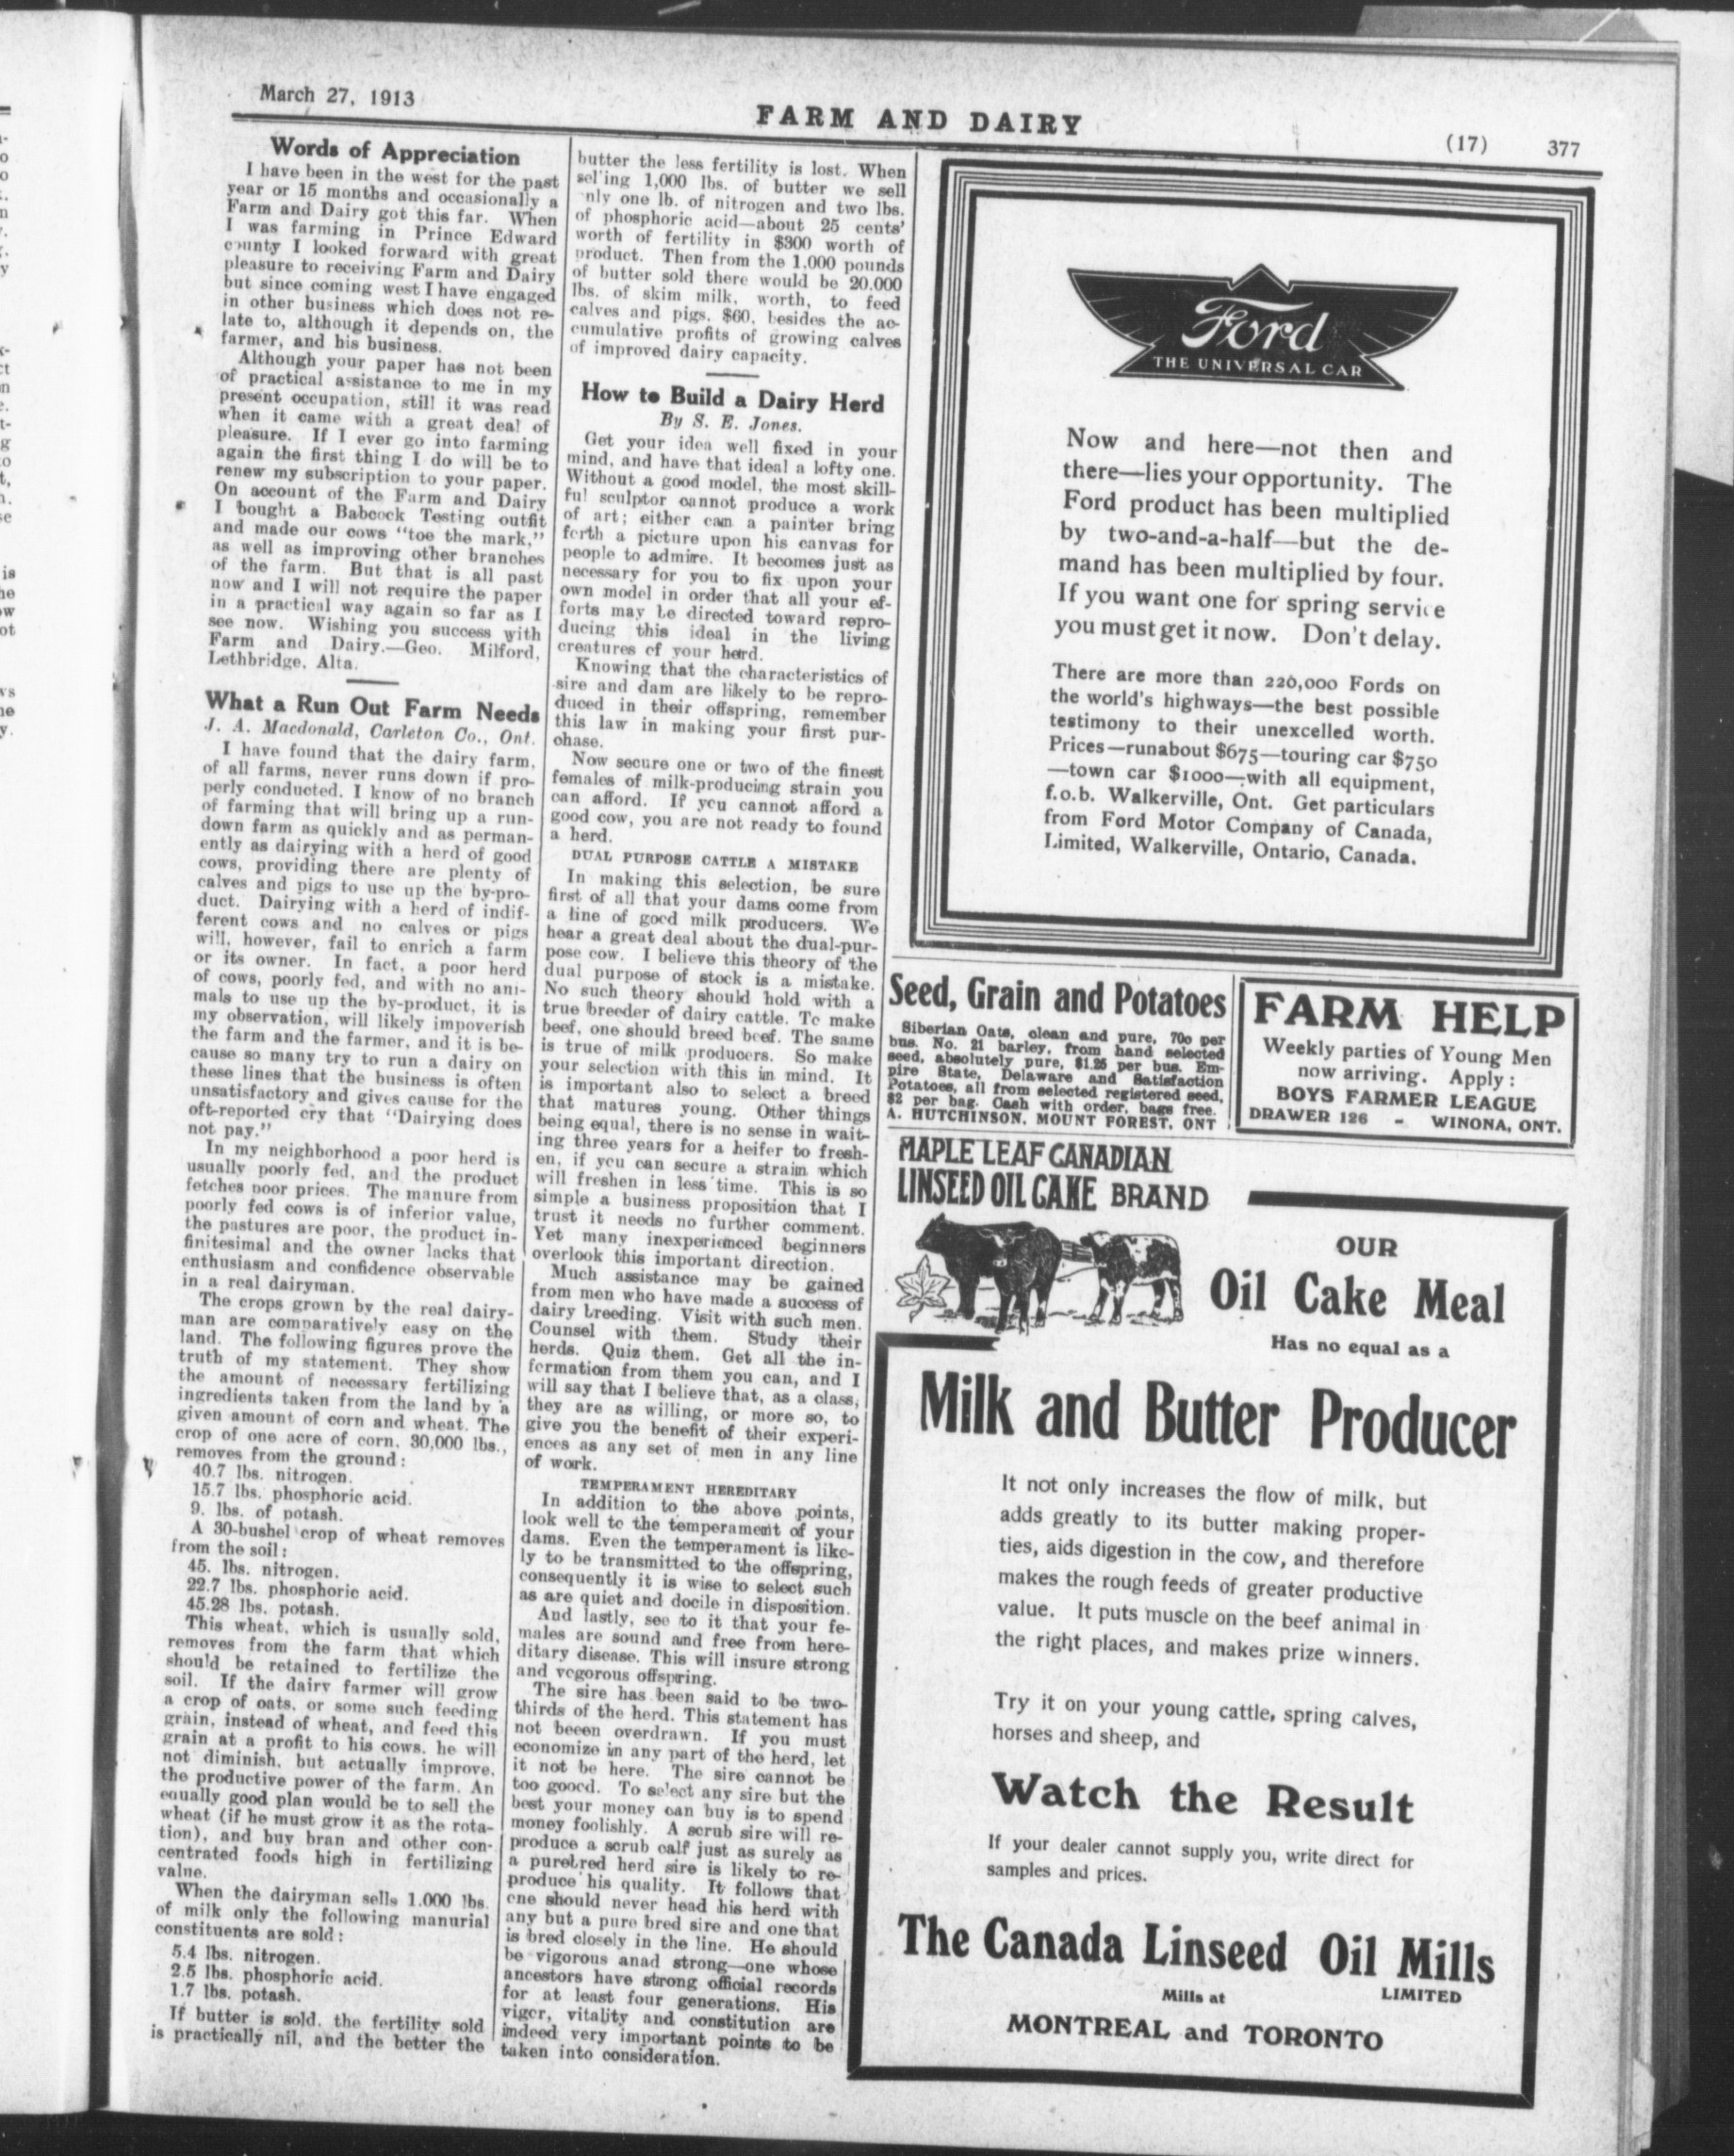 March 27, 1913
FARM AND DAIRY
(17) 377
Words of Appreciation
I have been in the west for the past
year or 15 months and occasionally a
Farm and Dairy got this far. When
I was farming in Prince Edward
county I looked forward with great
pleasure to receiving Farm and Dairy
but since coming west I have engaged
in other business which does not re-
late to, although it depends on, the
farmer, and his business.
Although your paper has not been
of practical assistance to me in my
present occupation, still it was read
when it came with a great deal of
pleasure. If I ever go into farming
again the first thing I do will be to
renew my subscription to your paper.
On account of the Farm and Dairy
I bought a Babcock Testing outfit
and made our cows "toe the mark,"
as well as improving other branches
of the farm. But that is all past
now and I will not require the paper
in a practical way again so far as I
see now. Wishing you success with
Farm and Dairy.—Geo. Milford,
Lethbridge, Alta.
What a Run Out Farm Needs
J. A. Macdonald, Carleton Co., Ont.
I have found that the dairy farm,
of all farms, never runs down if pro-
perly conducted. I know of no branch
of farming that will bring up a run-
down farm as quickly and as perman-
ently as dairying with a herd of good
cows, providing there are plenty of
calves and pigs to use up the by-pro-
duct. Dairying with a herd of indif-
ferent cows and no calves or pigs
will, however, fail to enrich a farm
or its owner. In fact, a poor herd
of cows, poorly fed, and with no ani-
mals to use up the by-product, it is
my observation, will likely impoverish
the farm and the farmer, and it is be-
cause so many try to run a dairy on
these lines that the business is often
unsatisfactory and gives cause for the
oft-reported cry that "Dairying does
not pay."
In my neighborhood a poor herd is
usually poorly fed, and the product
fetches poor prices. The manure from
poorly fed cows is of inferior value,
the pastures are poor, the product in-
finitesimal and the owner lacks that
enthusiasm and confidence observable
in a real dairyman.
The crops grown by the real dairy-
man are comparatively easy on the
land. The following figures prove the
truth of my statement. They show
the amount of necessary fertilizing
ingredients taken from the land by a
given amount of corn and wheat. The
crop of one acre of corn, 30,000 lbs.,
removes from the ground:
40.7 lbs. nitrogen.
15.7 lbs. phosphoric acid.
9. lbs. of potash.
A 30-bushel crop of wheat removes
from the soil:
45. lbs. nitrogen.
22.7 lbs. phosphoric acid.
45.28 lbs. potash.
This wheat, which is usually sold,
removes from the farm that which
should be retained to fertilize the
soil. If the dairy farmer will grow
a crop of oats, or some such feeding
grain, instead of wheat, and feed this
grain at a profit to his cows, he will
not diminish, but actually improve,
the productive power of the farm. An
equally good plan would be to sell the
wheat (if he must grow it as the rota-
tion), and buy bran and other con-
centrated foods high in fertilizing
value.
When the dairyman sells 1.000 lbs.
of milk only the following manurial
constituents are sold:
5.4 lbs. nitrogen.
2.5 lbs. phosphoric acid.
1.7 lbs. potash.
If butter is sold, the fertility sold
is practically nil, and the better the
butter the less fertility is lost. When
sel'ing 1,000 lbs. of butter we sell
nly one lb. of nitrogen and two lbs.
of phosphoric acid—about 25 cents'
worth of fertility in $300 worth of
product. Then from the 1.000 pounds
of butter sold there would be 20.000
lbs. of skim milk, worth, to feed
calves and pigs, $60, besides the ac-
cumulative profits of growing calves
of improved dairy capacity.
How to Build a Dairy Herd
By S. E. Jones.
Get your idea well fixed in your
mind, and have that ideal a lofty one.
Without a good model, the most skill-
ful sculptor cannot produce a work
of art; either can a painter bring
forth a picture upon his canvas for
people to admire. It becomes just as
necessary for you to fix upon your
own model in order that all your ef-
forts may be directed toward repro-
ducing this ideal in the living
creatures of your herd.
Knowing that the characteristics of
sire and dam are likely to be repro-
duced in their offspring, remember
this law in making your first pur-
chase.
Now secure one or two of the finest
females of milk-producing strain you
can afford. If you cannot afford a
good cow, you are not ready to found
a herd.
DUAL PURPOSE CATTLE A MISTAKE
In making this selection, be sure
first of all that your dams come from
a line of good milk producers. We
hear a great deal about the dual-pur-
pose cow. I believe this theory of the
dual purpose of stock is a mistake.
No such theory should hold with a
true breeder of dairy cattle. To make
beef, one should breed beef. The same
is true of milk producers. So make
your selection with this in mind. It
is important also to select a breed
that matures young. Other things
being equal, there is no sense in wait-
ing three years for a heifer to fresh-
en, if you can secure a strain which
will freshen in less time. This is so
simple a business proposition that I
trust it needs no further comment.
Yet many inexperienced beginners
overlook this important direction.
Much assistance may be gained
from men who have made a success of
dairy breeding. Visit with such men.
Counsel with them. Study their
herds. Quiz them. Get all the in-
formation from them you can, and I
will say that I believe that, as a class,
they are as willing, or more so, to
give you the benefit of their experi-
ences as any set of men in any line
of work.
TEMPERAMENT HEREDITARY
In addition to the above points,
look well to the temperament of your
dams. Even the temperament is like-
ly to be transmitted to the offspring,
consequently it is wise to select such
as are quiet and docile in disposition.
And lastly, see to it that your fe-
males are sound and free from here-
ditary disease. This will insure strong
and vegorous offspring.
The sire has been said to be two-
thirds of the herd. This statement has
not beeen overdrawn. If you must
economize in any part of the herd, let
it not be here. The sire cannot be
too good. To select any sire but the
best your money can buy is to spend
money foolishly. A scrub sire will re-
produce a scrub calf just as surely as
a purebred herd sire is likely to re-
produce his quality. It follows that
one should never head his herd with
any but a pure bred sire and one that
is bred closely in the line. He should
be vigorous anad strong—one whose
ancestors have strong official records
for at least four generations. His
vigor, vitality and constitution are
indeed very important points to be
taken into consideration.
Ford
THE UNIVERSAL CAR
Now and here—not then and
there—lies your opportunity. The
Ford product has been multiplied
by two-and-a-half—but the de-
mand has been multiplied by four.
If you want one for spring service
you must get it now. Don't delay.
There are more than 220,000 Fords on
the world's highways—the best possible
testimony to their unexcelled worth.
Prices—runabout $675—touring car $750
—town car $1000—with all equipment,
f.o.b. Walkerville, Ont. Get particulars
from Ford Motor Company of Canada,
Limited, Walkerville, Ontario, Canada.
Seed, Grain and Potatoes
Siberian Oats, clean and pure, 70c per
bus. No. 21 barley, from hand selected
seed, absolutely pure, $1.25 per bus. Em-
pire State, Delaware and Satisfaction
Potatoes, all from selected registered seed,
$2 per bag. Cash with order, bags free.
A. HUTCHINSON, MOUNT FOREST, ONT
FARM HELP
Weekly parties of Young Men
now arriving. Apply:
BOYS FARMER LEAGUE
DRAWER 126 - WINONA, ONT.
MAPLE LEAF CANADIAN
LINSEED OIL CAKE BRAND
OUR
Oil Cake Meal
Has no equal as a
Milk and Butter Producer
It not only increases the flow of milk, but
adds greatly to its butter making proper-
ties, aids digestion in the cow, and therefore
makes the rough feeds of greater productive
value. It puts muscle on the beef animal in
the right places, and makes prize winners.
Try it on your young cattle, spring calves,
horses and sheep, and
Watch the Result
If your dealer cannot supply you, write direct for
samples and prices.
The Canada Linseed Oil Mills
LIMITED
Mills at
MONTREAL and TORONTO